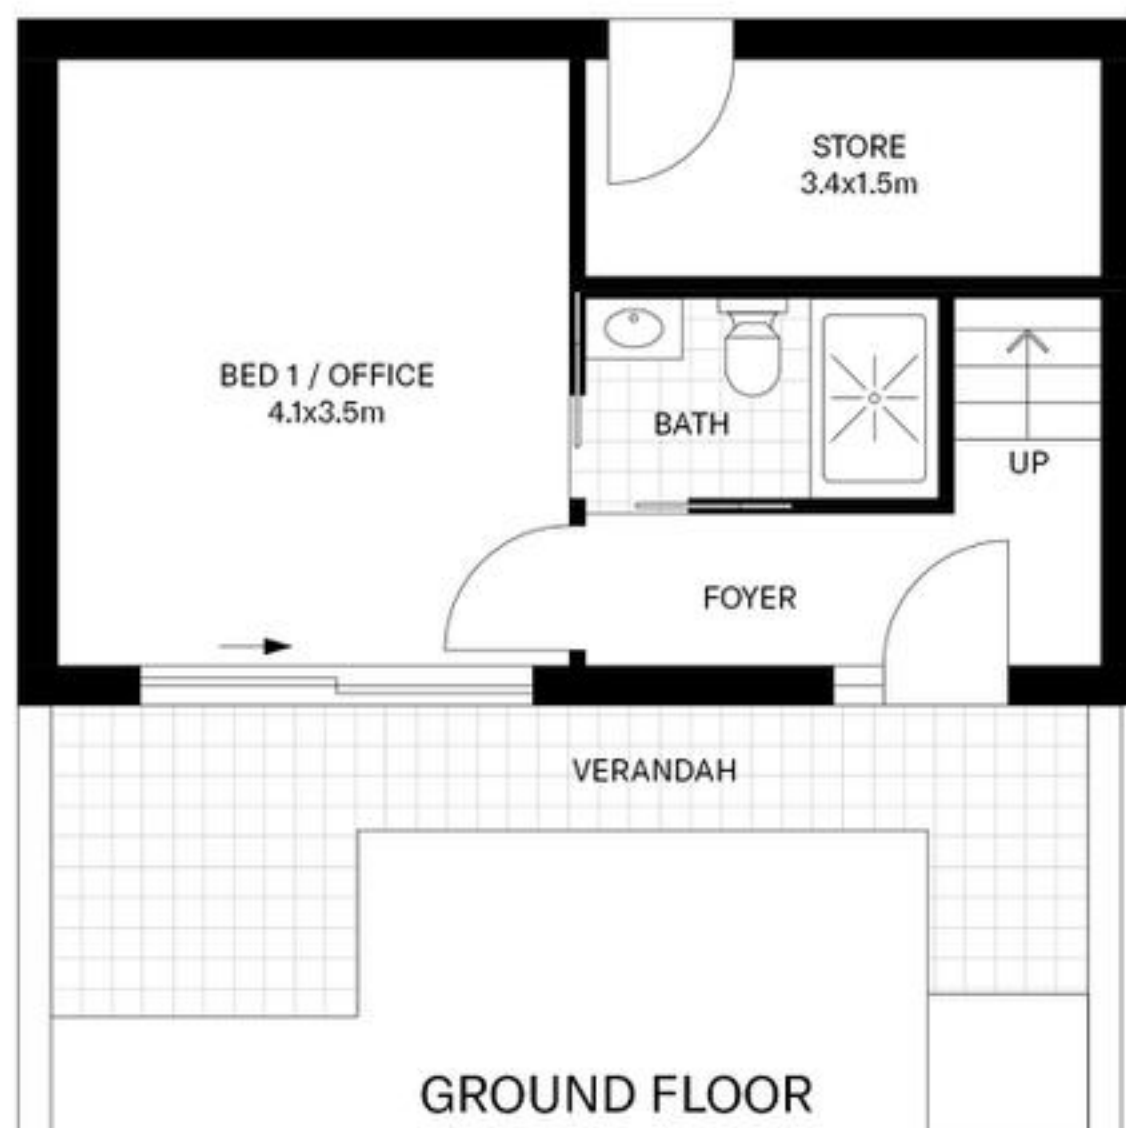 STORE
3.4x1.5m
BED 1 / OFFICE
4.1x3.5m
BATH
UP
FOYER
VERANDAH
GROUND FLOOR